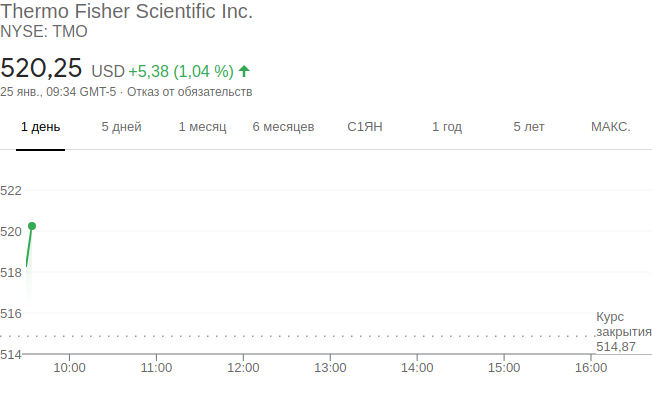 Thermo Fisher Scientific Inc.
NYSE: TMO
520,25 USD +5,38 (1,04 %)
25 янв., 09:34 GMT-5 · Отказ от обязательств
1 день 5 дней 1 месяц 6 месяцев С1ЯН 1 год 5 лет МАКС.
522
520
518
516
514
Курс
закрытия
514,87
10:00 11:00 12:00 13:00 14:00 15:00 16:00